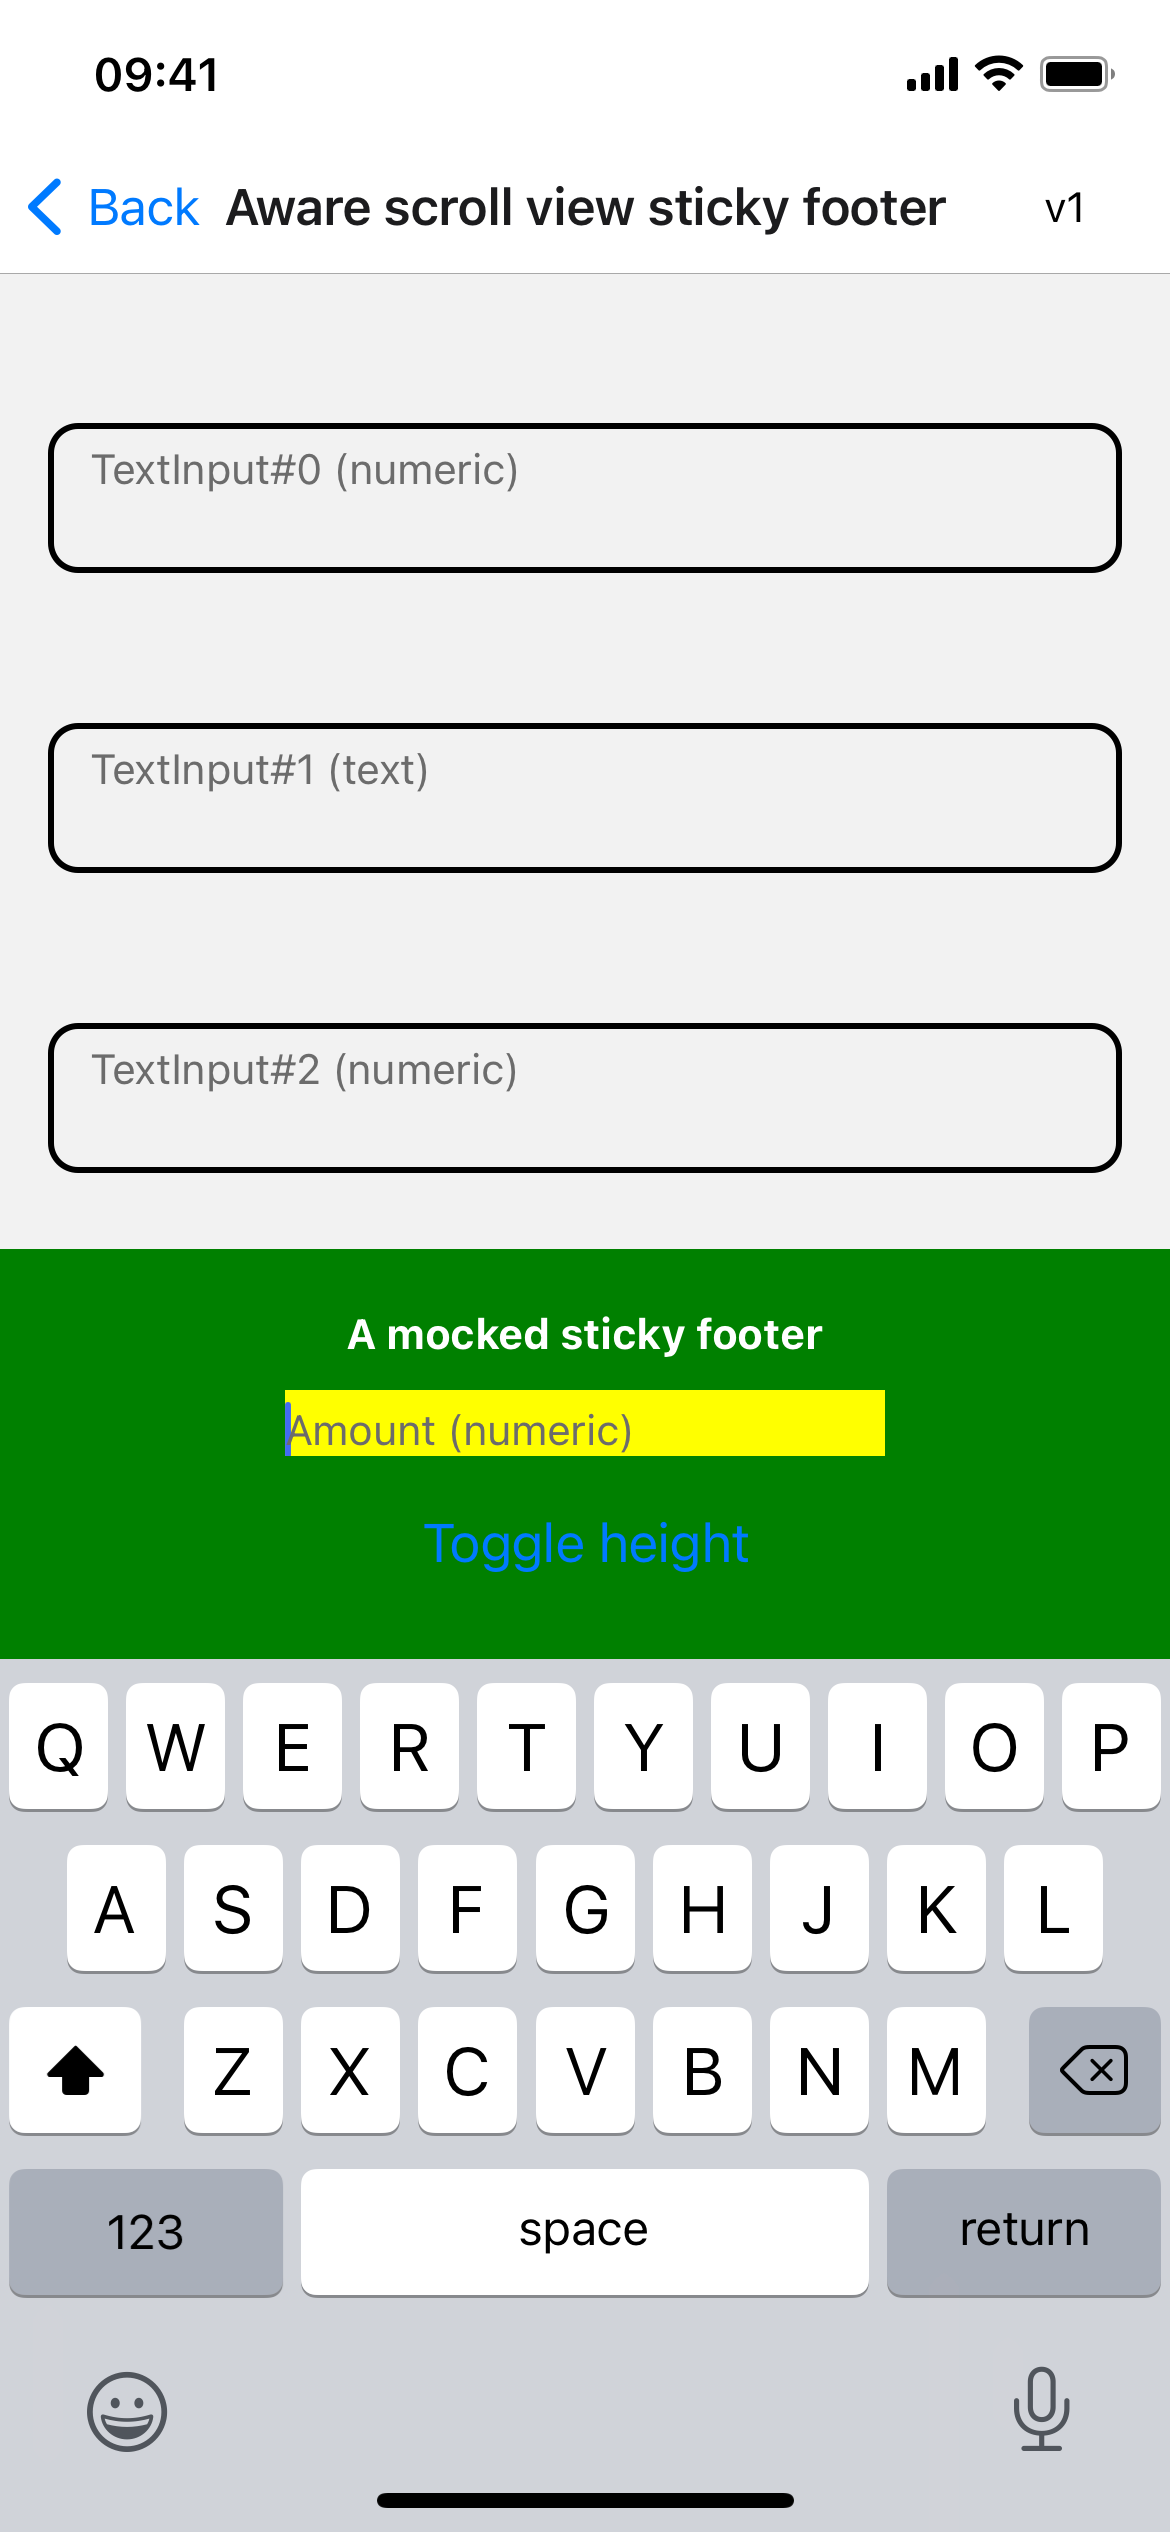 09:41
Back Aware scroll view sticky footer v1
TextInput#0 (numeric)
TextInput#1 (text)
TextInput#2 (numeric)
A mocked sticky footer
Amount (numeric)
Toggle height
Q W E R T Y U I O P
A S D F G H J K L
Z X C V B N M
123 space return